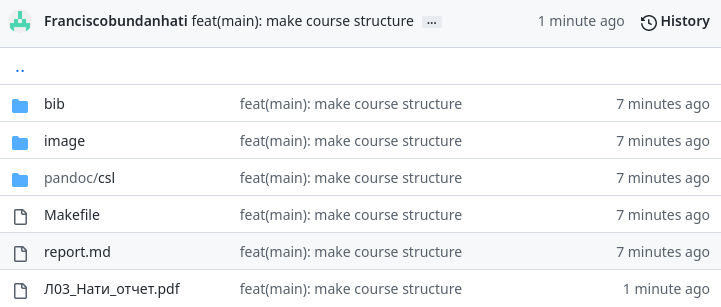 Franciscobundanhati feat(main): make course structure ... 1 minute ago History
..
bib feat(main): make course structure 7 minutes ago
image feat(main): make course structure 7 minutes ago
pandoc/csl feat(main): make course structure 7 minutes ago
Makefile feat(main): make course structure 7 minutes ago
report.md feat(main): make course structure 7 minutes ago
Л03_Нати_отчет.pdf feat(main): make course structure 1 minute ago